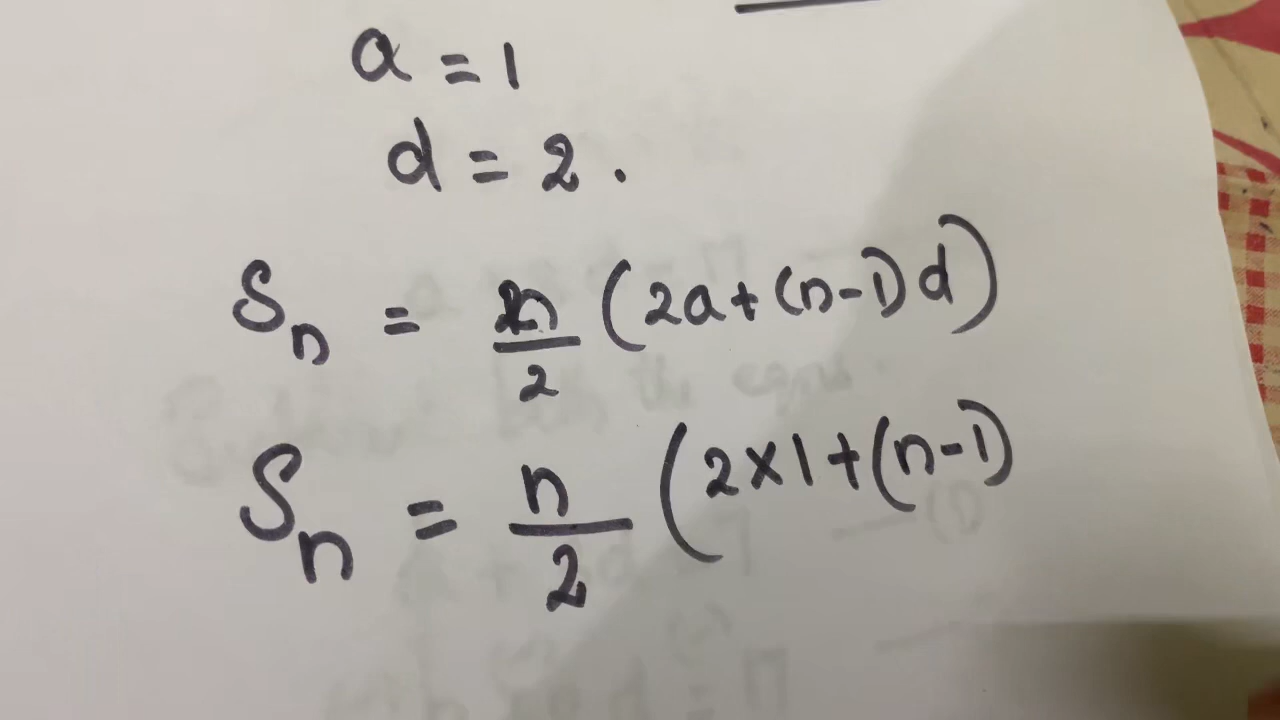 a = 1
d = 2.
Sn = n/2 (2a+(n-1)d)
Sn = n/2 (2×1+(n-1)